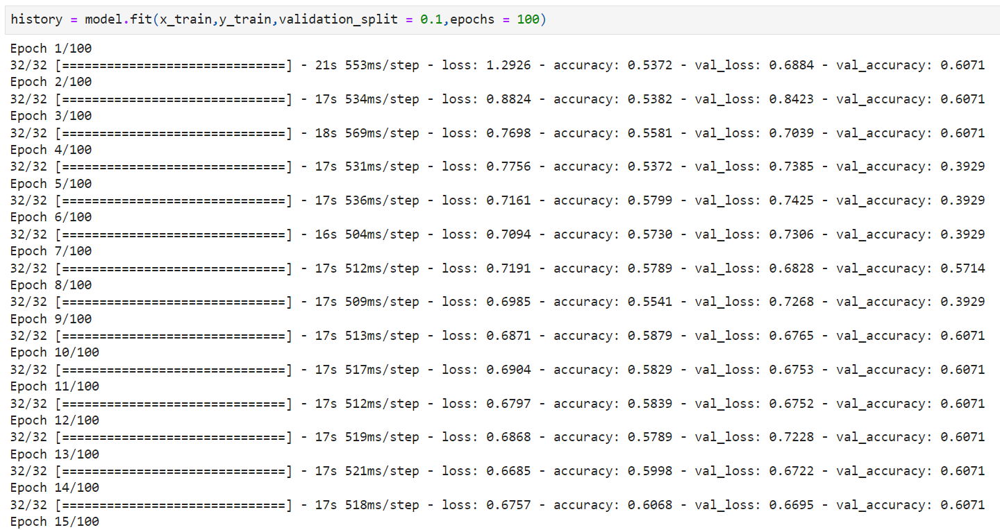 history = model.fit(x_train,y_train,validation_split = 0.1,epochs = 100)
Epoch 1/100
32/32 [==============================] - 21s 553ms/step - loss: 1.2926 - accuracy: 0.5372 - val_loss: 0.6884 - val_accuracy: 0.6071
Epoch 2/100
32/32 [==============================] - 17s 534ms/step - loss: 0.8824 - accuracy: 0.5382 - val_loss: 0.8423 - val_accuracy: 0.6071
Epoch 3/100
32/32 [==============================] - 18s 569ms/step - loss: 0.7698 - accuracy: 0.5581 - val_loss: 0.7039 - val_accuracy: 0.6071
Epoch 4/100
32/32 [==============================] - 17s 531ms/step - loss: 0.7756 - accuracy: 0.5372 - val_loss: 0.7385 - val_accuracy: 0.3929
Epoch 5/100
32/32 [==============================] - 17s 536ms/step - loss: 0.7161 - accuracy: 0.5799 - val_loss: 0.7425 - val_accuracy: 0.3929
Epoch 6/100
32/32 [==============================] - 16s 504ms/step - loss: 0.7094 - accuracy: 0.5730 - val_loss: 0.7306 - val_accuracy: 0.3929
Epoch 7/100
32/32 [==============================] - 17s 512ms/step - loss: 0.7191 - accuracy: 0.5789 - val_loss: 0.6828 - val_accuracy: 0.5714
Epoch 8/100
32/32 [==============================] - 17s 509ms/step - loss: 0.6985 - accuracy: 0.5541 - val_loss: 0.7268 - val_accuracy: 0.3929
Epoch 9/100
32/32 [==============================] - 17s 513ms/step - loss: 0.6871 - accuracy: 0.5879 - val_loss: 0.6765 - val_accuracy: 0.6071
Epoch 10/100
32/32 [==============================] - 17s 517ms/step - loss: 0.6904 - accuracy: 0.5829 - val_loss: 0.6753 - val_accuracy: 0.6071
Epoch 11/100
32/32 [==============================] - 17s 512ms/step - loss: 0.6797 - accuracy: 0.5839 - val_loss: 0.6752 - val_accuracy: 0.6071
Epoch 12/100
32/32 [==============================] - 17s 519ms/step - loss: 0.6868 - accuracy: 0.5789 - val_loss: 0.7228 - val_accuracy: 0.6071
Epoch 13/100
32/32 [==============================] - 17s 521ms/step - loss: 0.6685 - accuracy: 0.5998 - val_loss: 0.6722 - val_accuracy: 0.6071
Epoch 14/100
32/32 [==============================] - 17s 518ms/step - loss: 0.6757 - accuracy: 0.6068 - val_loss: 0.6695 - val_accuracy: 0.6071
Epoch 15/100